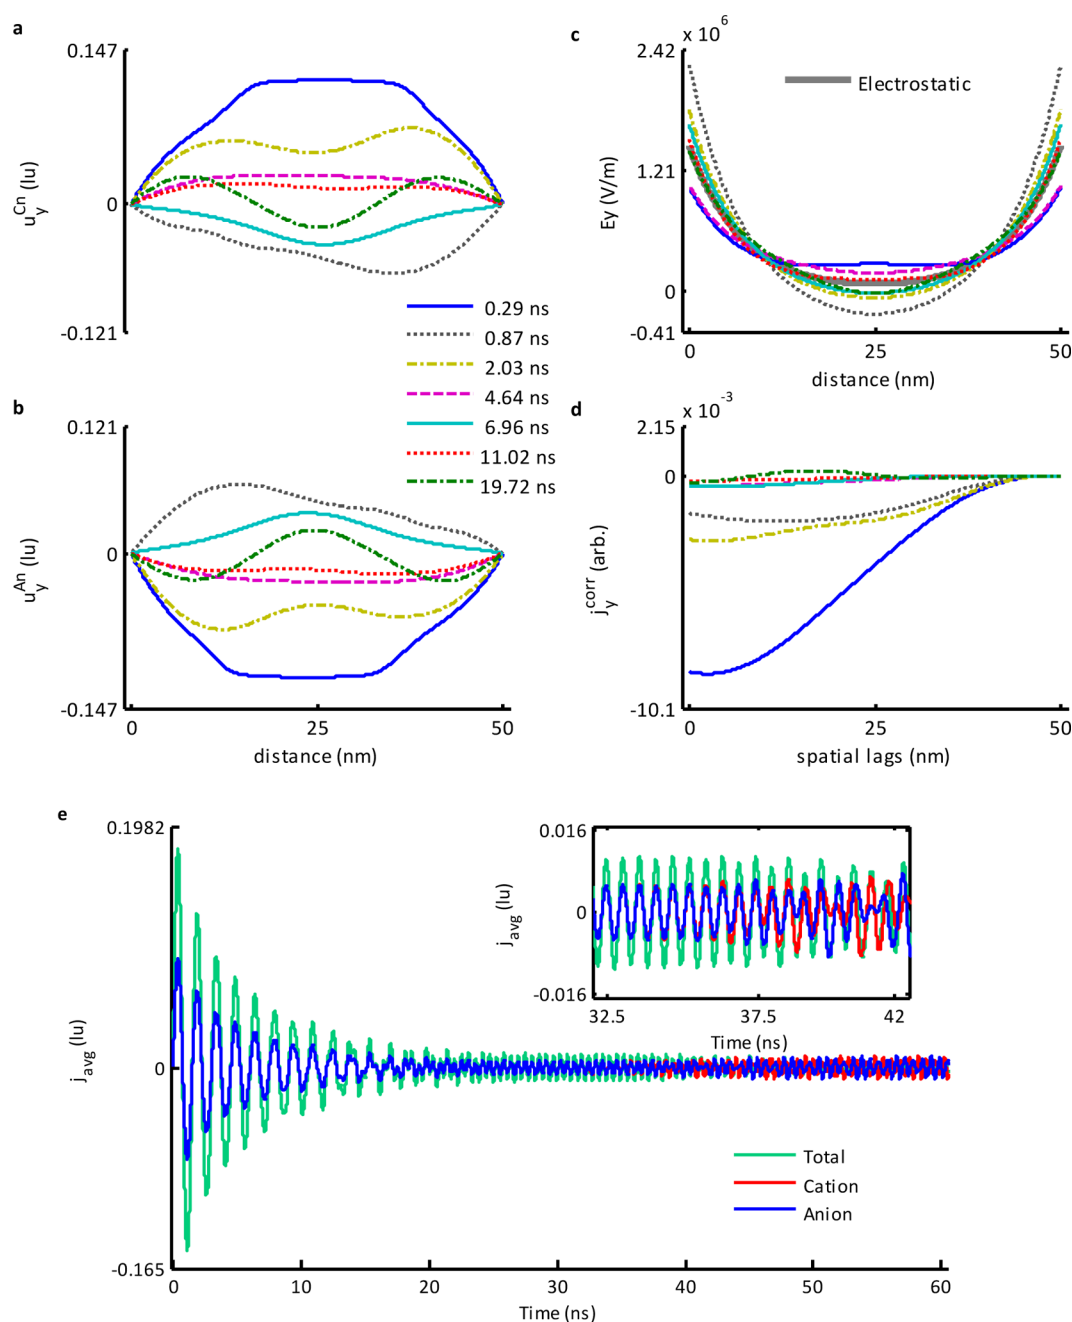 a
0.147
0
-0.121
u_y^Cn (lu)
c
x 10^6
2.42
1.21
0
-0.41
Ey (V/m)
Electrostatic
0
25
50
distance (nm)
0.29 ns
0.87 ns
2.03 ns
4.64 ns
6.96 ns
11.02 ns
19.72 ns
b
0.121
0
-0.147
u_y^An (lu)
0
25
50
distance (nm)
d
x 10^-3
2.15
0
-10.1
j_y^corr (arb.)
0
25
50
spatial lags (nm)
e
0.1982
0
-0.165
j_avg (lu)
0.016
0
-0.016
j_avg (lu)
32.5
37.5
42
Time (ns)
Total
Cation
Anion
0
10
20
30
40
50
60
Time (ns)